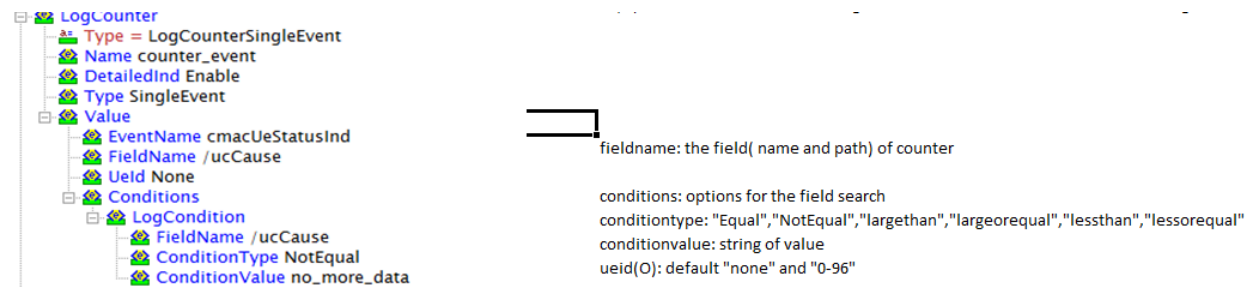 LogCounter
Type = LogCounterSingleEvent
Name counter_event
DetailedInd Enable
Type SingleEvent
Value
EventName cmacUeStatusInd
FieldName /ucCause
UeId None
Conditions
LogCondition
FieldName /ucCause
ConditionType NotEqual
ConditionValue no_more_data
fieldname: the field( name and path) of counter
conditions: options for the field search
conditiontype: "Equal","NotEqual","largethan","largeorequal","lessthan","lessorequal"
conditionvalue: string of value
ueid(O): default "none" and "0-96"